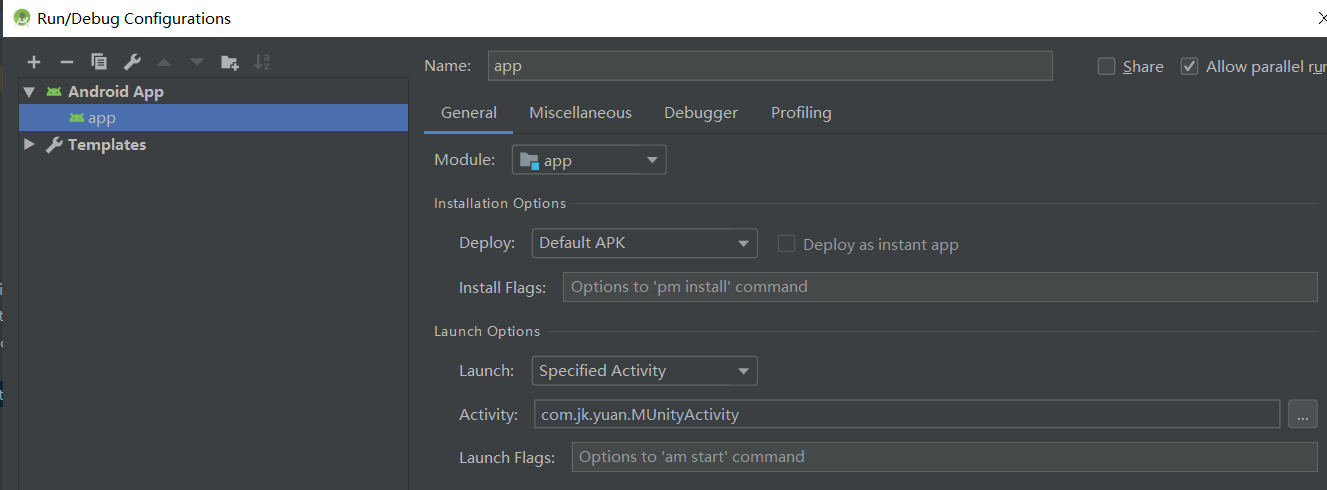 Run/Debug Configurations
Name: app Share Allow parallel run
Android App
app
Templates
General Miscellaneous Debugger Profiling
Module: app
Installation Options
Deploy: Default APK Deploy as instant app
Install Flags: Options to 'pm install' command
Launch Options
Launch: Specified Activity
Activity: com.jk.yuan.MUnityActivity ...
Launch Flags: Options to 'am start' command